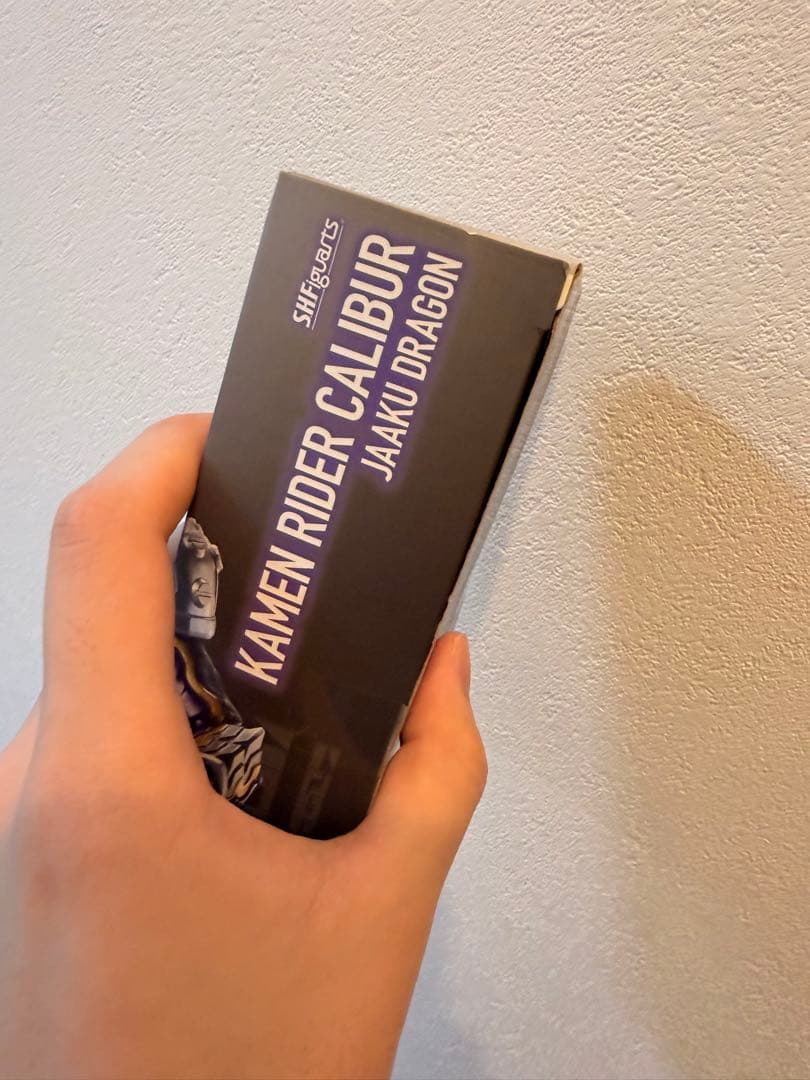 S.H.Figuarts
KAMEN RIDER CALIBUR
JAAKU DRAGON